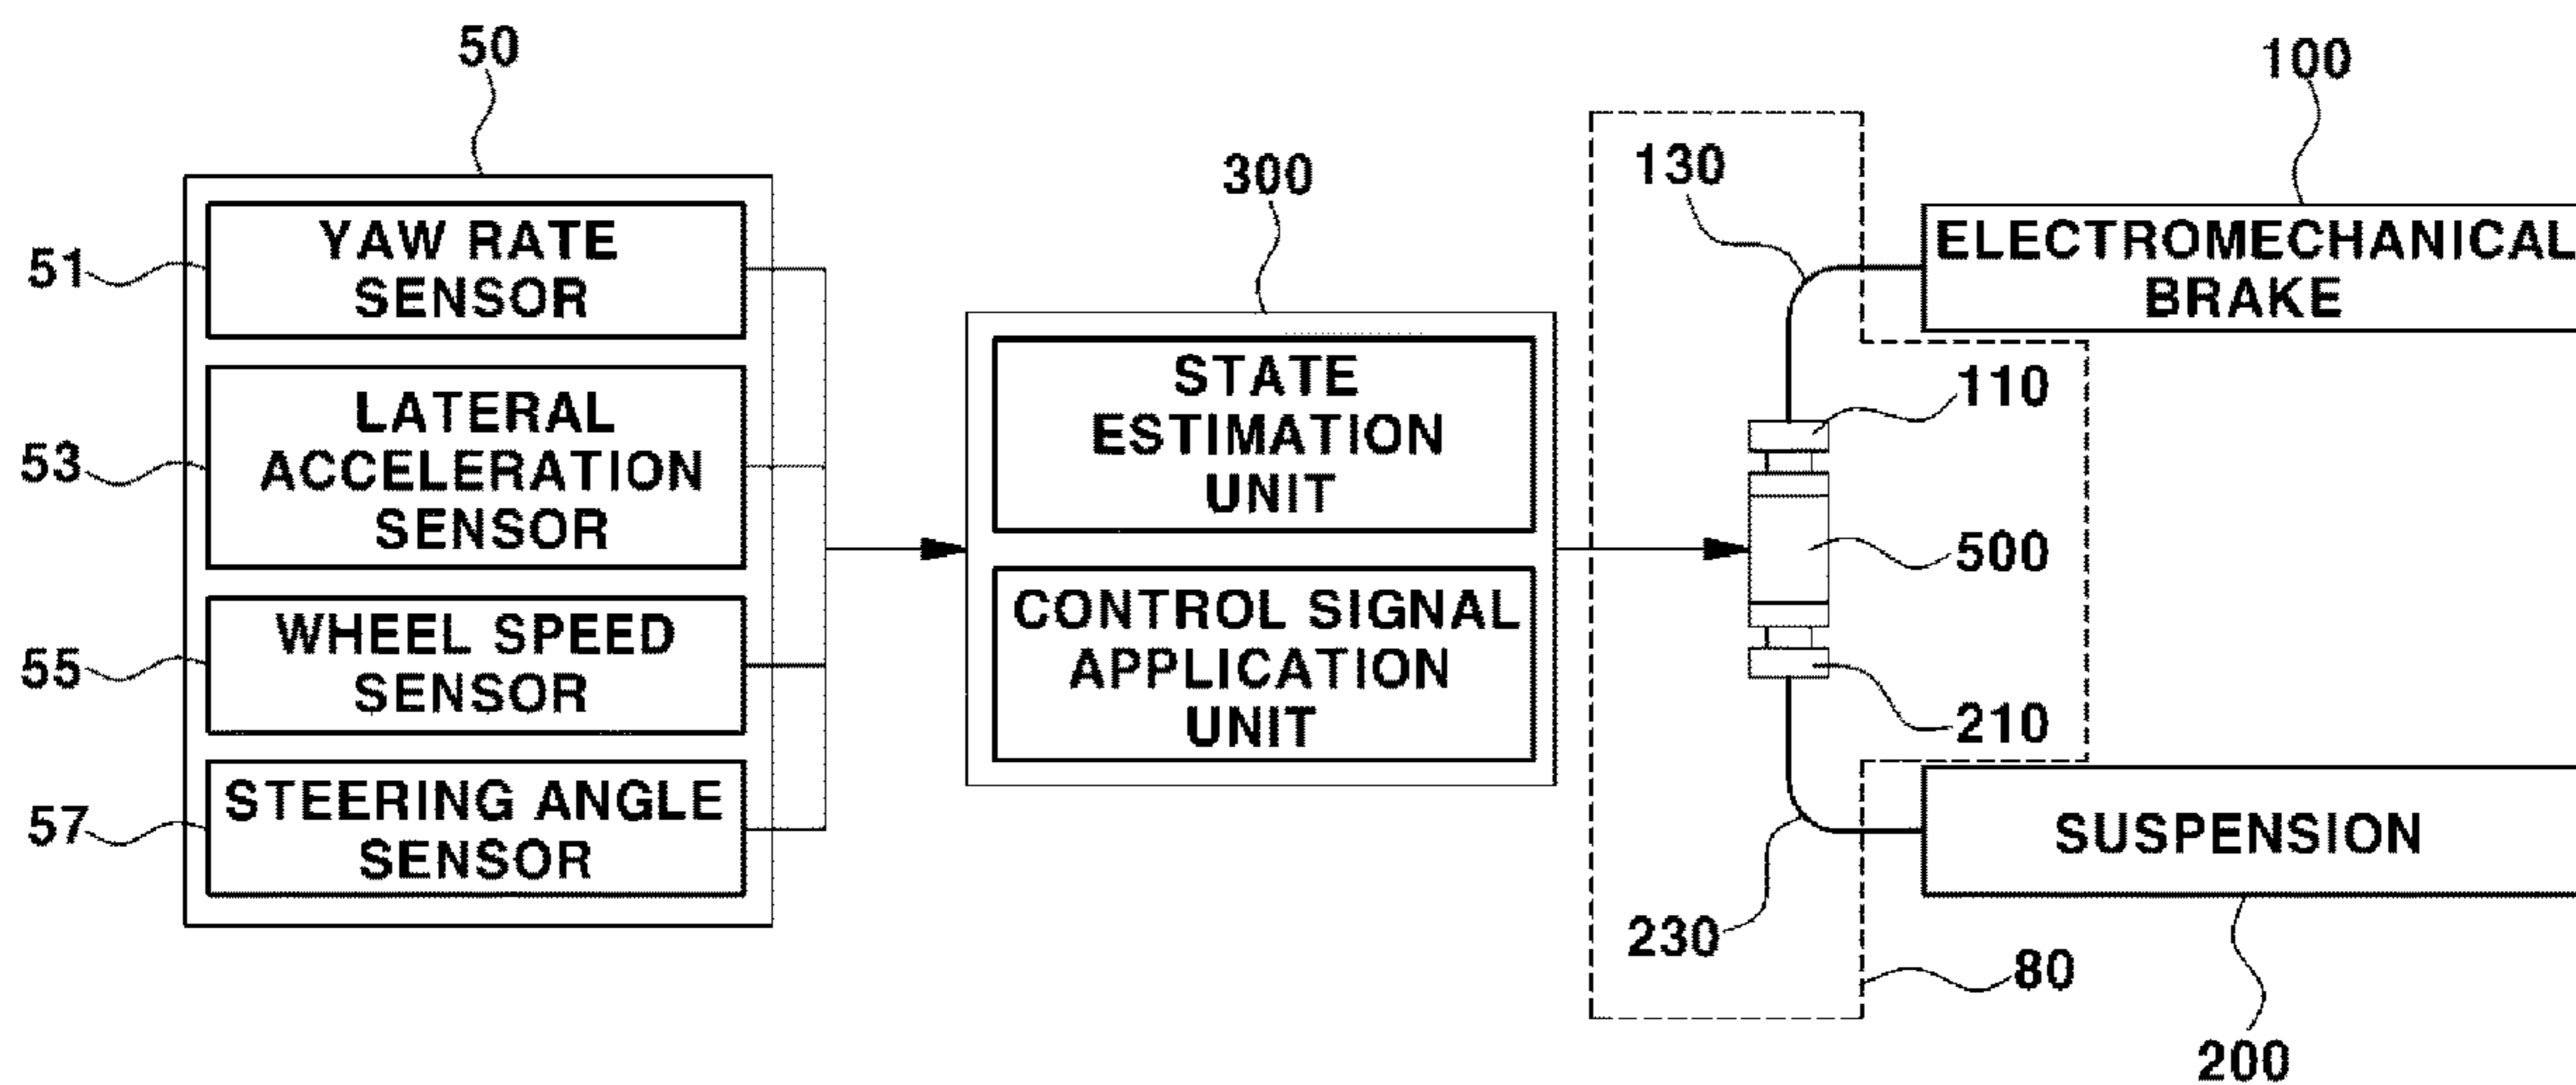 50
51
YAW RATE
SENSOR
53
LATERAL
ACCELERATION
SENSOR
55
WHEEL SPEED
SENSOR
57
STEERING ANGLE
SENSOR
300
STATE
ESTIMATION
UNIT
CONTROL SIGNAL
APPLICATION
UNIT
130
110
500
210
230
80
100
ELECTROMECHANICAL
BRAKE
SUSPENSION
200